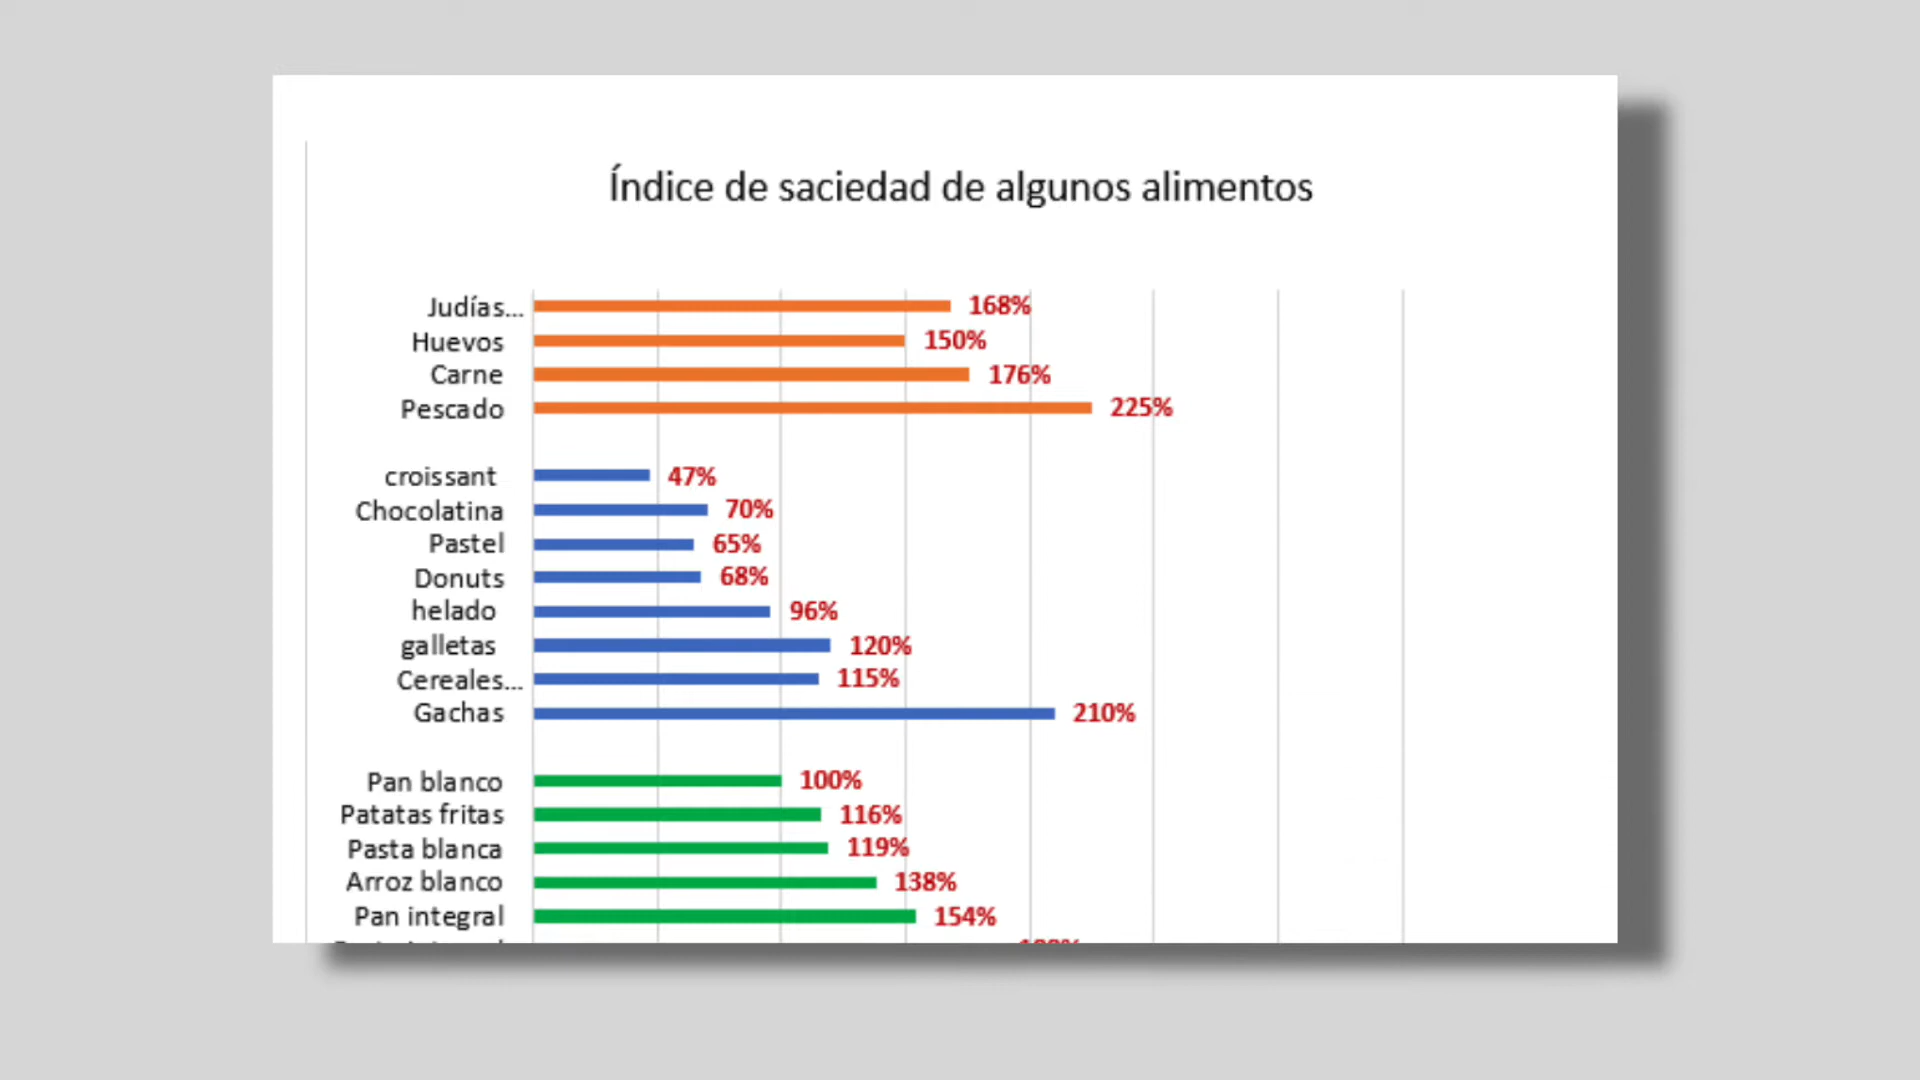 Índice de saciedad de algunos alimentos
Judías... 168%
Huevos 150%
Carne 176%
Pescado 225%
croissant 47%
Chocolatina 70%
Pastel 65%
Donuts 68%
helado 96%
galletas 120%
Cereales... 115%
Gachas 210%
Pan blanco 100%
Patatas fritas 116%
Pasta blanca 119%
Arroz blanco 138%
Pan integral 154%